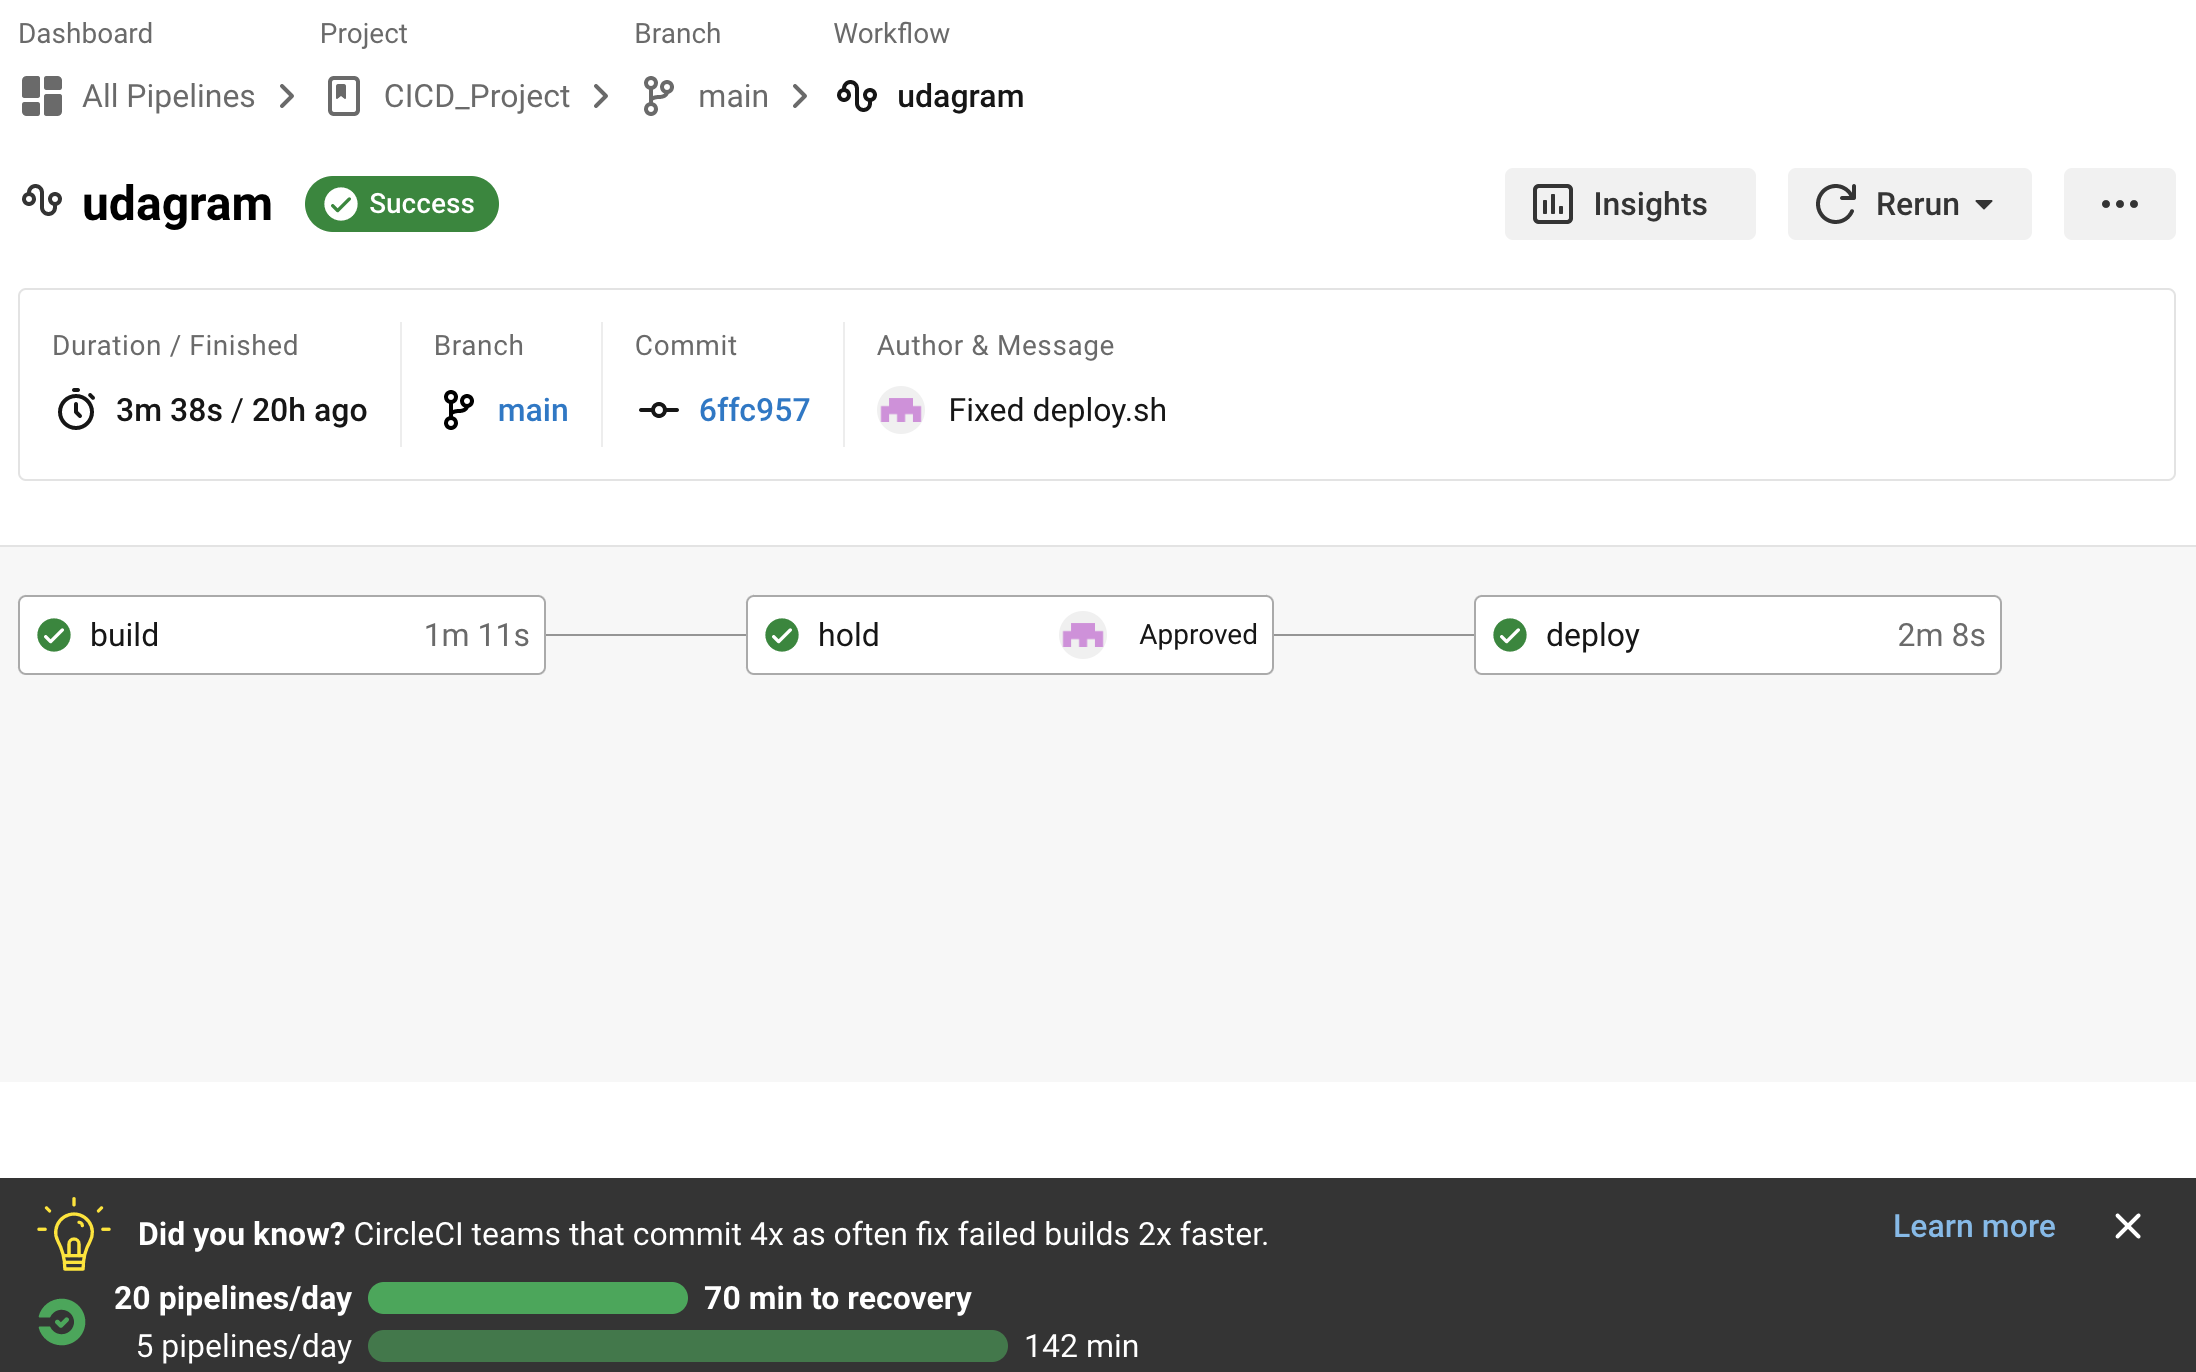 Dashboard Project Branch Workflow
All Pipelines CICD_Project main udagram
udagram Success Insights Rerun
Duration / Finished Branch Commit Author & Message
3m 38s / 20h ago main 6ffc957 Fixed deploy.sh
build 1m 11s hold Approved deploy 2m 8s
Did you know? CircleCI teams that commit 4x as often fix failed builds 2x faster. Learn more
20 pipelines/day 70 min to recovery
5 pipelines/day 142 min